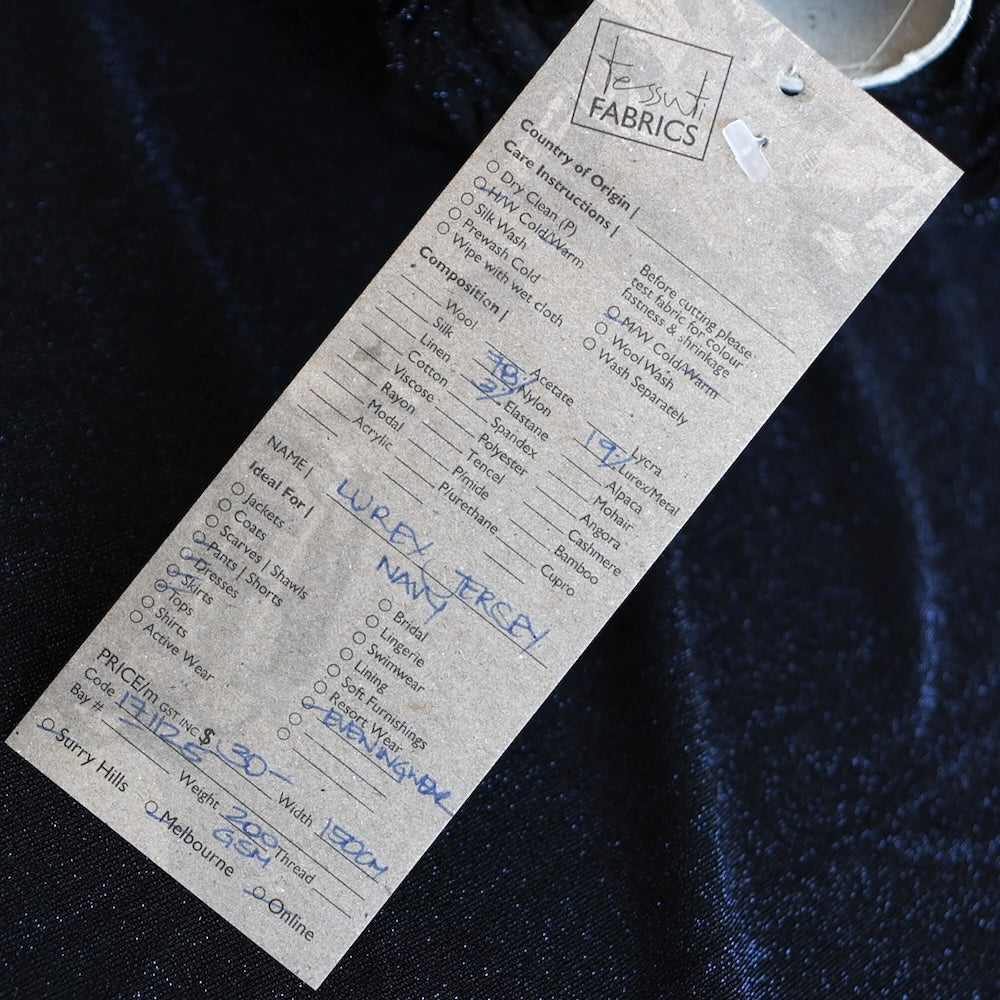 tessuti
FABRICS
Country of Origin |
Care Instructions |
Dry Clean (P)
H/W Cold/Warm
Silk Wash
Prewash Cold
Wipe with wet cloth
Before cutting please
test fabric for colour
fastness & shrinkage
M/W Cold/Warm
Wool Wash
Wash Separately
Composition |
Wool
Silk
Linen
Cotton
Viscose
Rayon
Modal
Acrylic
Acetate
78/ Nylon
3/ Elastane
Spandex
Polyester
Tencel
Pimide
Plurethane
Lycra
19/ Lurex/Metal
Alpaca
Mohair
Angora
Cashmere
Bamboo
Cupro
NAME | LUREX JERSEY
NAVY
Ideal For |
Jackets
Coats
Scarves | Shawls
Pants | Shorts
Dresses
Skirts
Tops
Shirts
Active Wear
Bridal
Lingerie
Swimwear
Lining
Soft Furnishings
Resort Wear
EVENINGWEAR
PRICE/m GST INC $ 30-
Code 171125
Width 150cm
Bay #
Weight 200 GSM
Thread
Surry Hills
Melbourne
Online